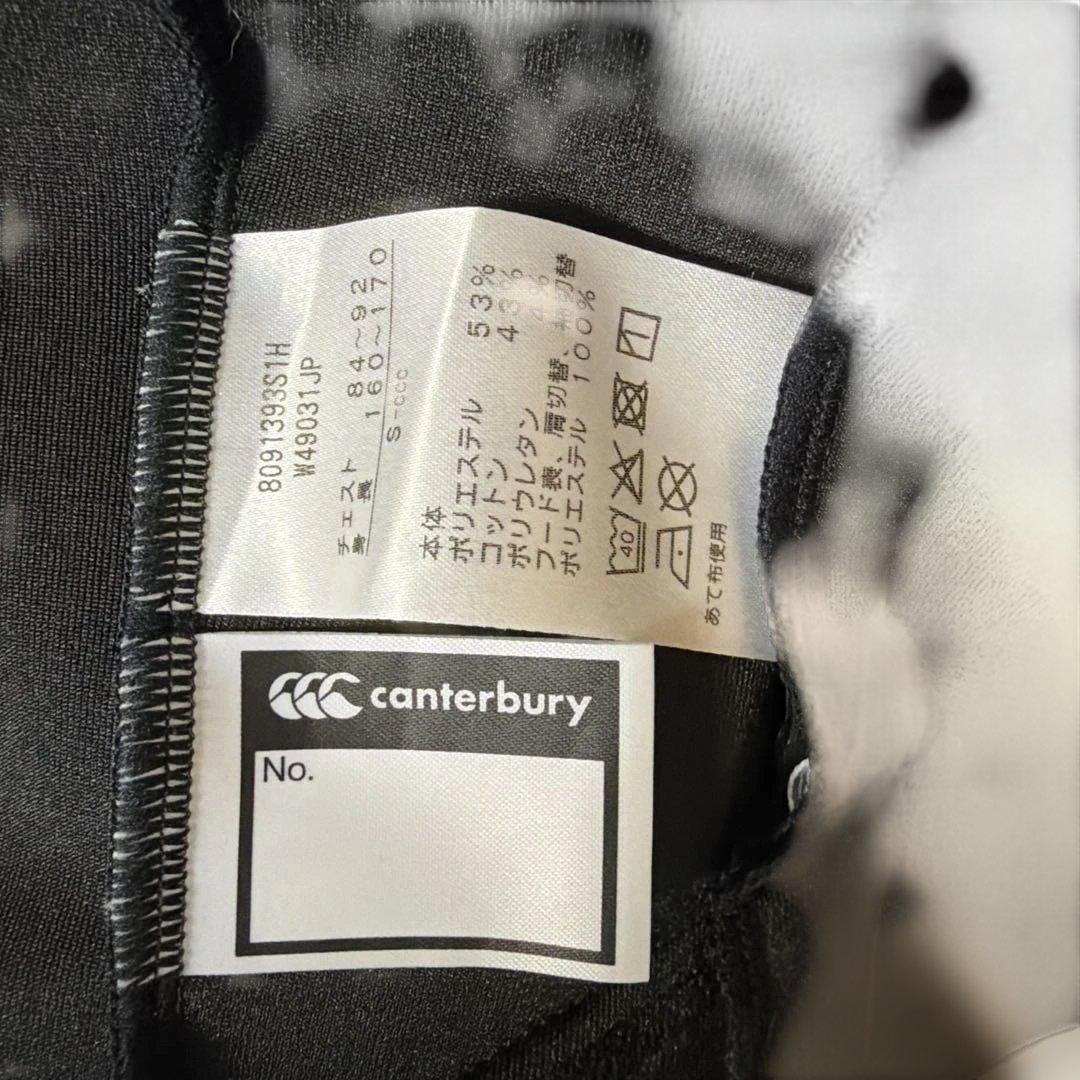 8091393S1H
W49031JP
チェスト 84～92
身長 160～170
S-ccc
本体
ポリエステル 53%
コットン 43%
ポリウレタン 4%
フード裏、肩切替、
ポリエステル 100%
40
あて布使用
canterbury
No.